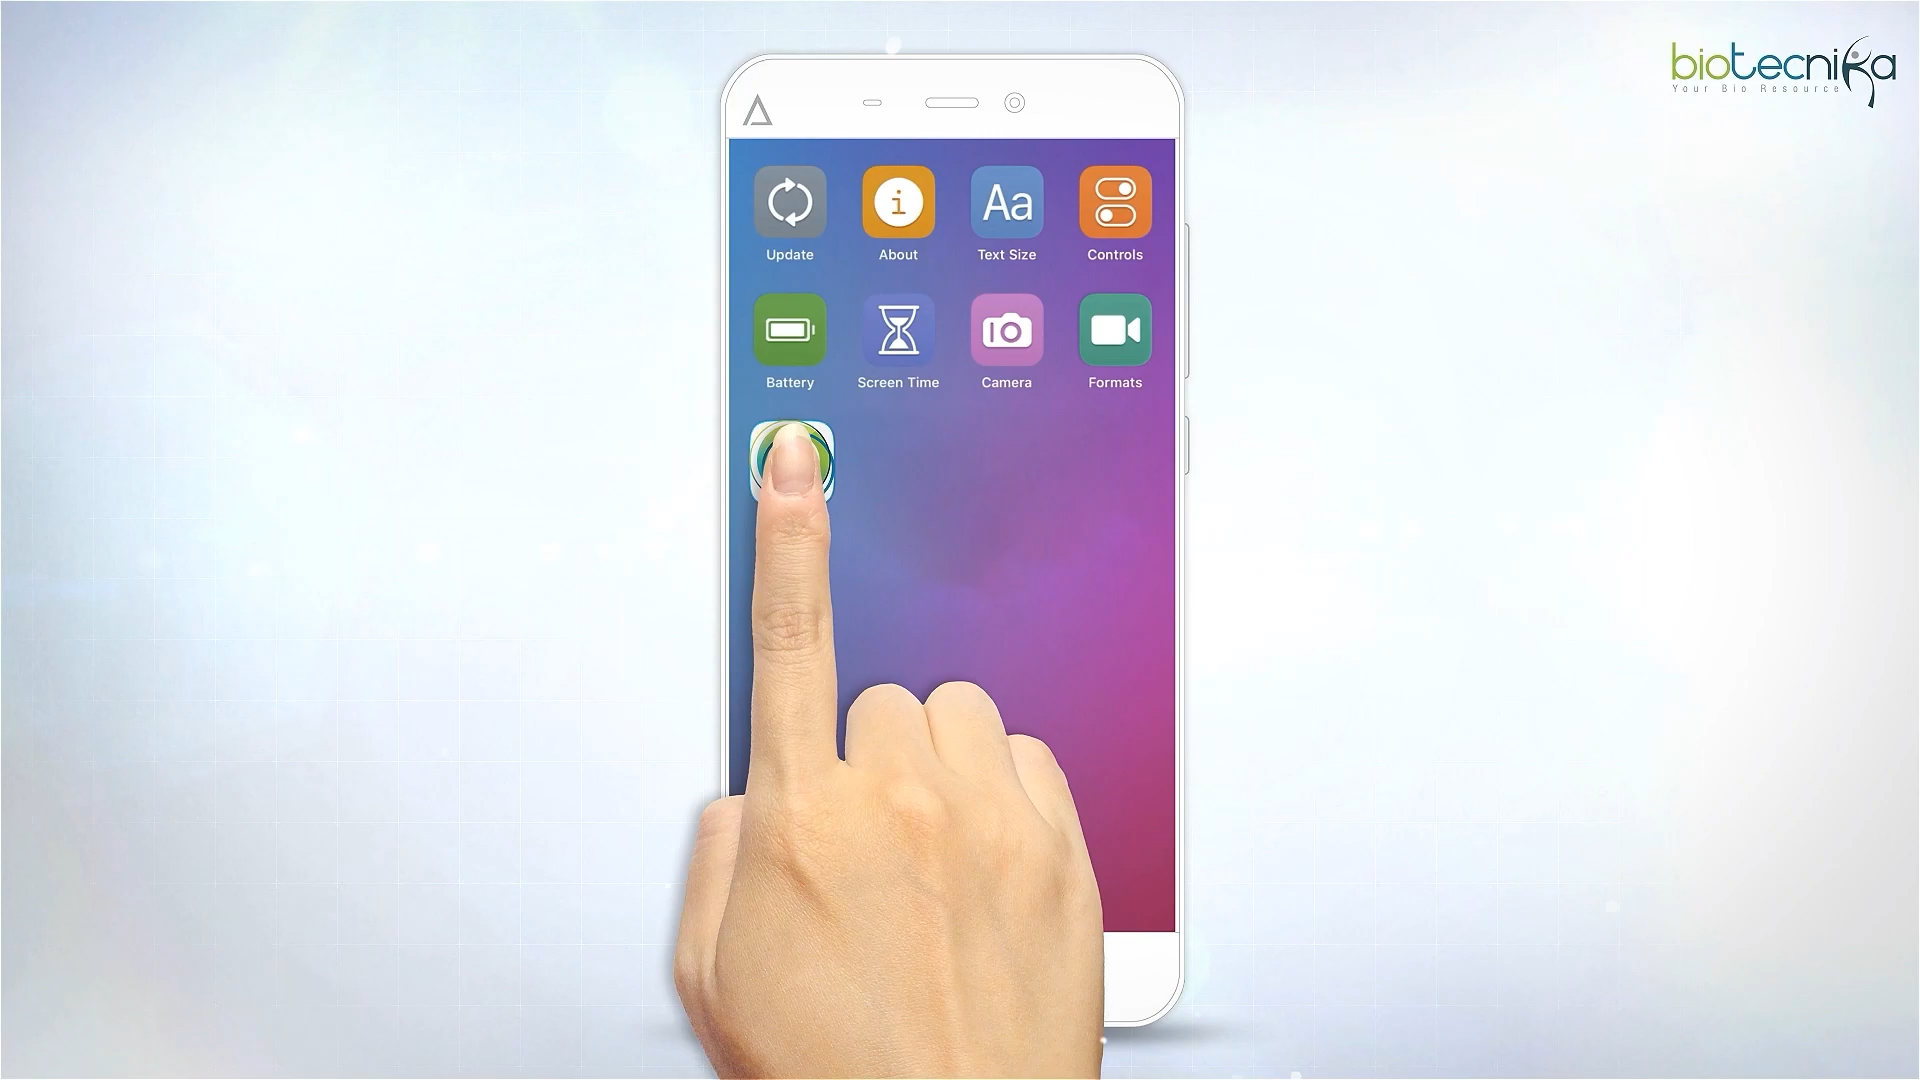 biotecnika
Your Bio Resource
Update
About
Text Size
Aa
Controls
Battery
Screen Time
Camera
Formats